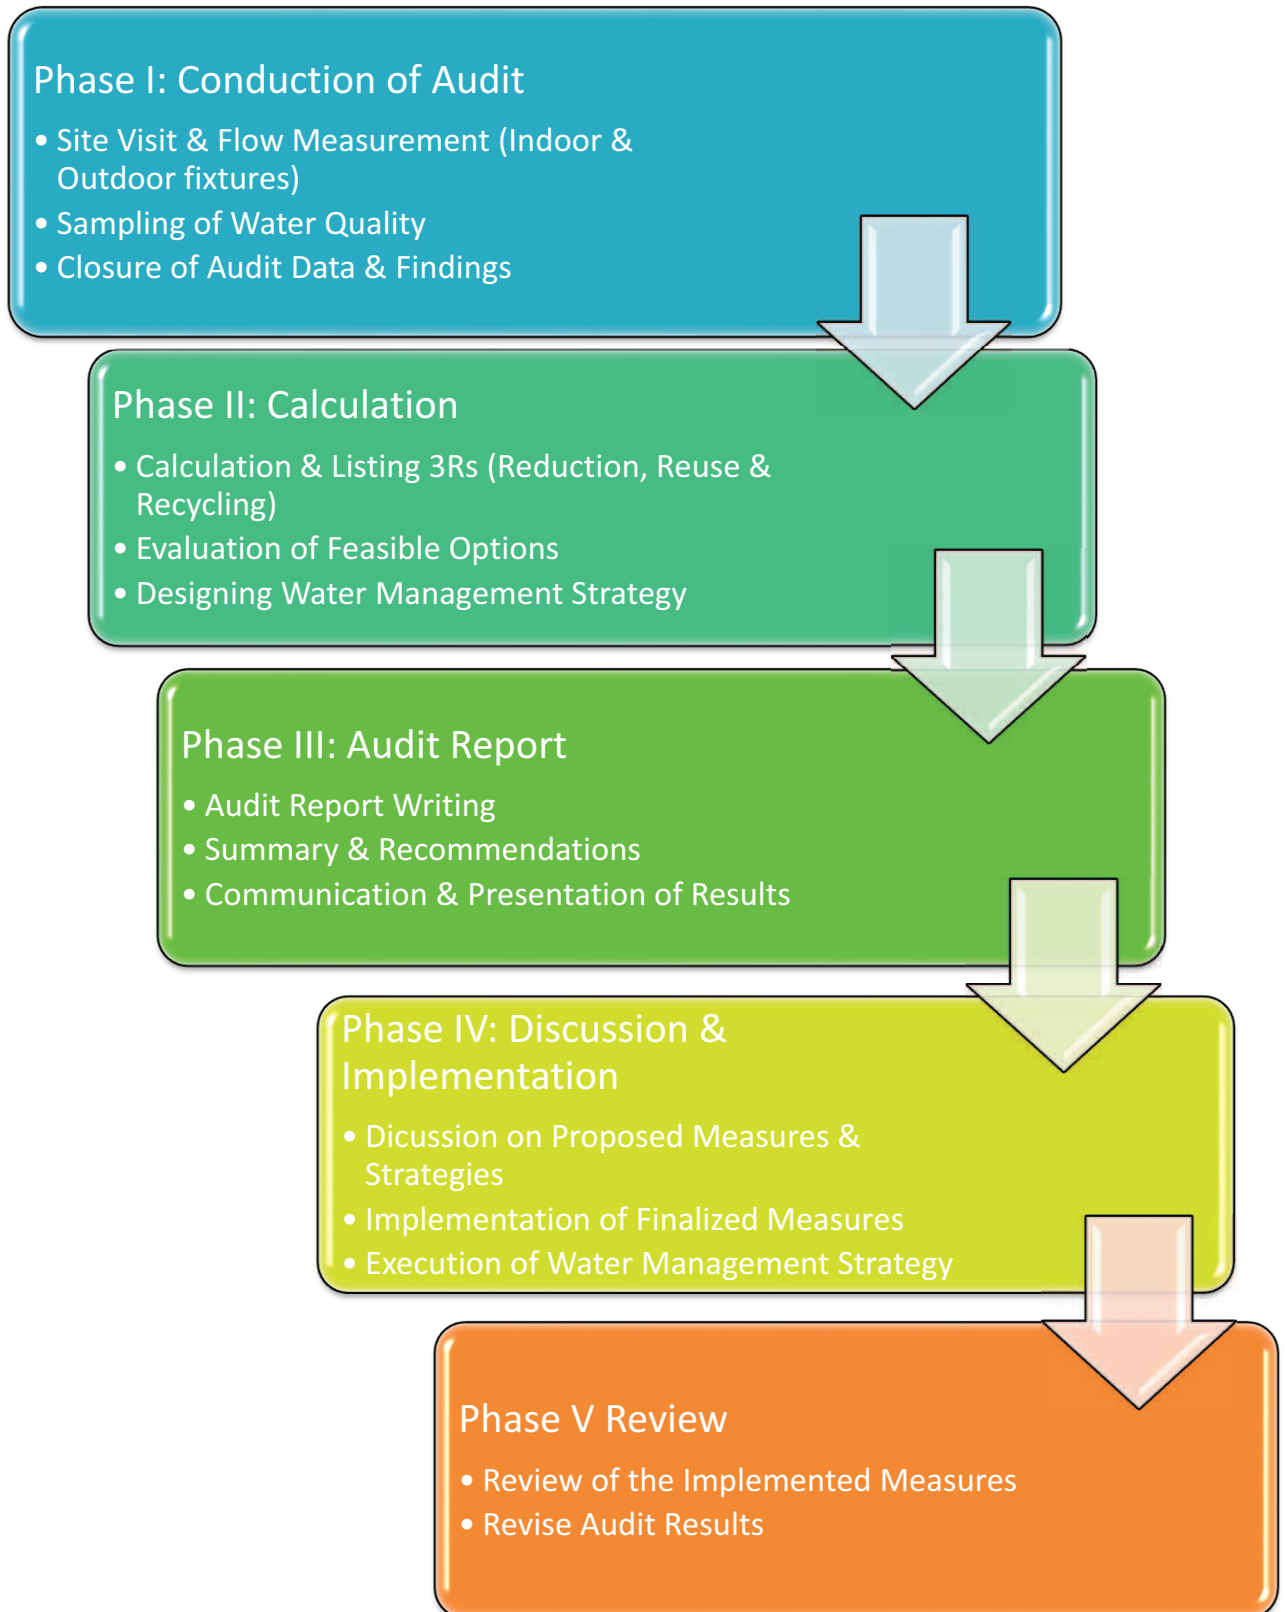 Phase I: Conduction of Audit
• Site Visit & Flow Measurement (Indoor &
Outdoor fixtures)
• Sampling of Water Quality
• Closure of Audit Data & Findings
Phase II: Calculation
• Calculation & Listing 3Rs (Reduction, Reuse &
Recycling)
• Evaluation of Feasible Options
• Designing Water Management Strategy
Phase III: Audit Report
• Audit Report Writing
• Summary & Recommendations
• Communication & Presentation of Results
Phase IV: Discussion &
Implementation
• Dicussion on Proposed Measures &
Strategies
• Implementation of Finalized Measures
• Execution of Water Management Strategy
Phase V Review
• Review of the Implemented Measures
• Revise Audit Results